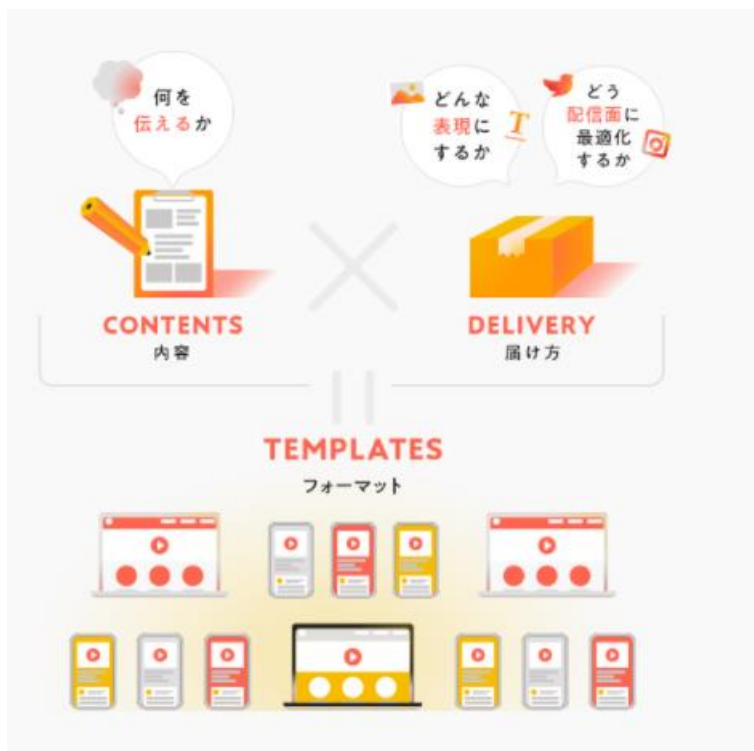 何を
伝えるか
どんな
表現に
するか
T
どう
配信面に
最適化
するか
CONTENTS
内容
DELIVERY
届け方
TEMPLATES
フォーマット